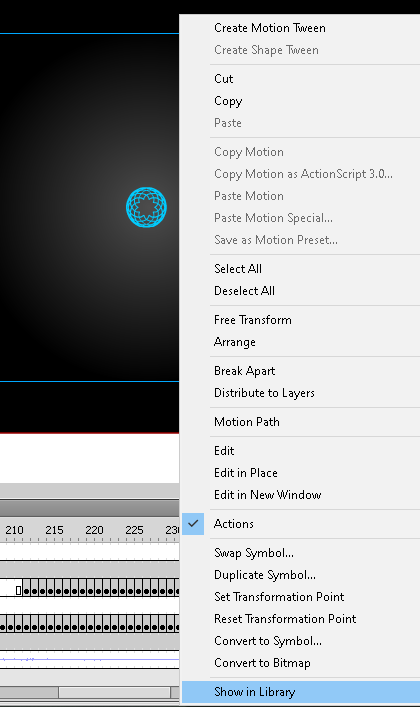 Create Motion Tween
Create Shape Tween
Cut
Copy
Paste
Copy Motion
Copy Motion as ActionScript 3.0...
Paste Motion
Paste Motion Special...
Save as Motion Preset...
Select All
Deselect All
Free Transform
Arrange
Break Apart
Distribute to Layers
Motion Path
Edit
Edit in Place
Edit in New Window
Actions
Swap Symbol...
Duplicate Symbol...
Set Transformation Point
Reset Transformation Point
Convert to Symbol...
Convert to Bitmap
Show in Library
210 215 220 225